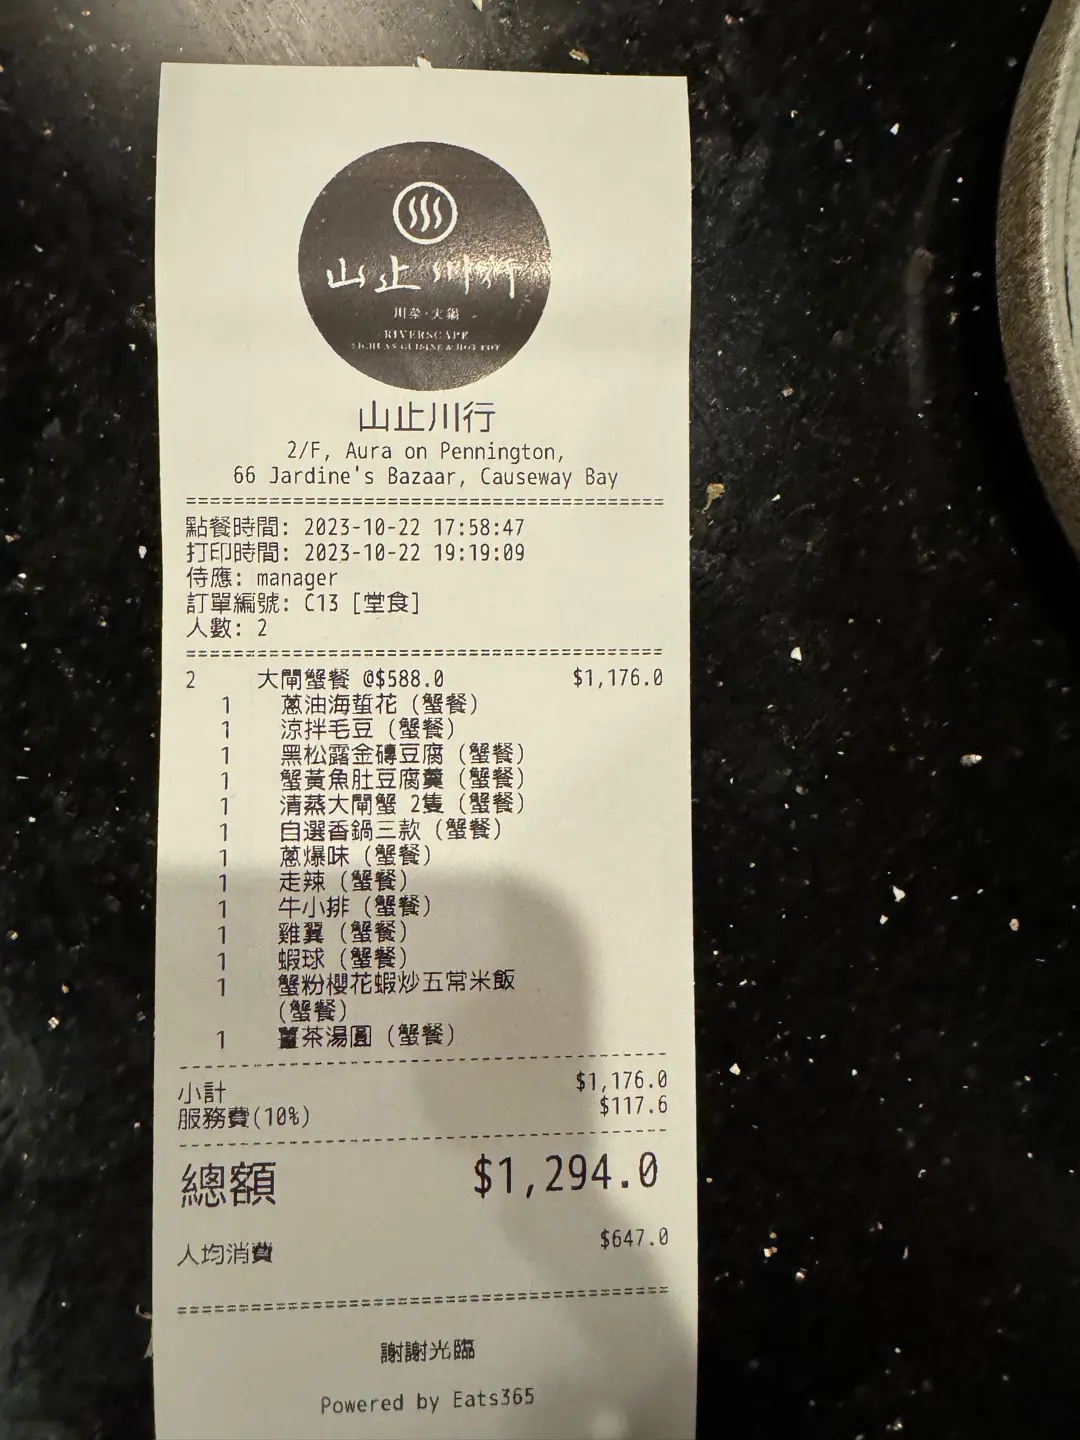 山止川行
川菜·火鍋
RIVERSCAPE
SICHUAN CUISINE & HOT POT
山止川行
2/F, Aura on Pennington,
66 Jardine's Bazaar, Causeway Bay
點餐時間: 2023-10-22 17:58:47
打印時間: 2023-10-22 19:19:09
侍應: manager
訂單編號: C13 [堂食]
人數: 2
2 大閘蟹餐 @$588.0 $1,176.0
1 蔥油海蜇花 (蟹餐)
1 涼拌毛豆 (蟹餐)
1 黑松露金磚豆腐 (蟹餐)
1 蟹黃魚肚豆腐羹 (蟹餐)
1 清蒸大閘蟹 2隻 (蟹餐)
1 自選香鍋三款 (蟹餐)
1 蔥爆味 (蟹餐)
1 走辣 (蟹餐)
1 牛小排 (蟹餐)
1 雞翼 (蟹餐)
1 蝦球 (蟹餐)
1 蟹粉櫻花蝦炒五常米飯
(蟹餐)
1 薑茶湯圓 (蟹餐)
小計 $1,176.0
服務費(10%) $117.6
總額 $1,294.0
人均消費 $647.0
謝謝光臨
Powered by Eats365